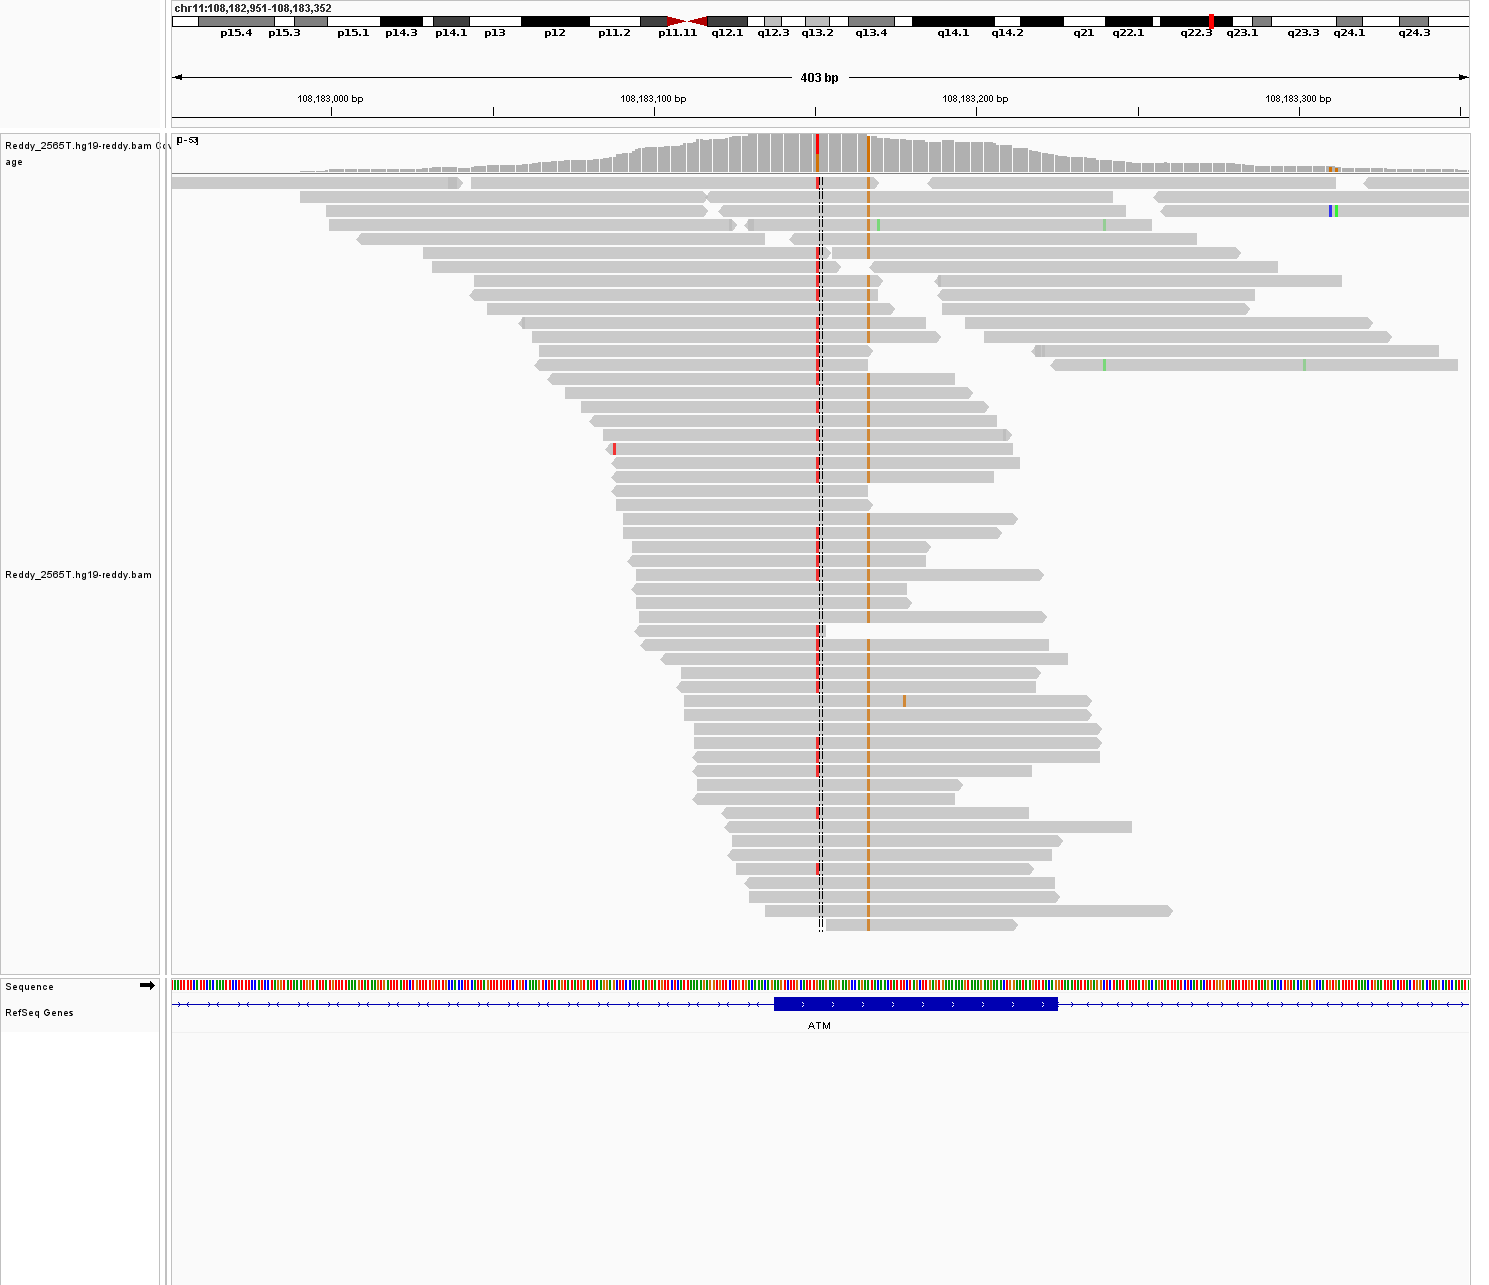 chr11:108,182,951-108,183,352
p15.4 p15.3 p15.1 p14.3 p14.1 p13 p12 p11.2 p11.11 q12.1 q12.3 q13.2 q13.4 q14.1 q14.2 q21 q22.1 q22.3 q23.1 q23.3 q24.1 q24.3
403 bp
108,183,000 bp 108,183,100 bp 108,183,200 bp 108,183,300 bp
[0 - 53]
Reddy_2565T.hg19-reddy.bam Cov
age
Reddy_2565T.hg19-reddy.bam
Sequence
RefSeq Genes
ATM